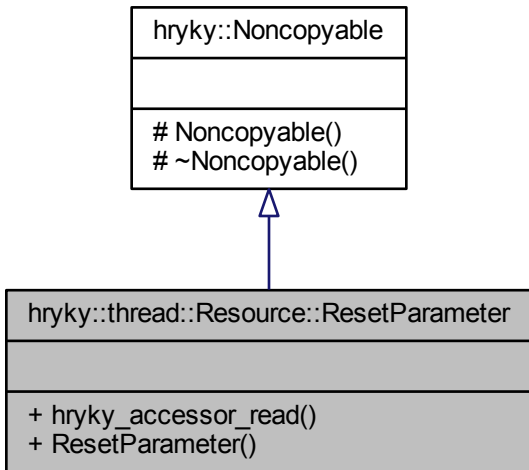 hryky::Noncopyable
# Noncopyable()
# ~Noncopyable()
hryky::thread::Resource::ResetParameter
+ hryky_accessor_read()
+ ResetParameter()